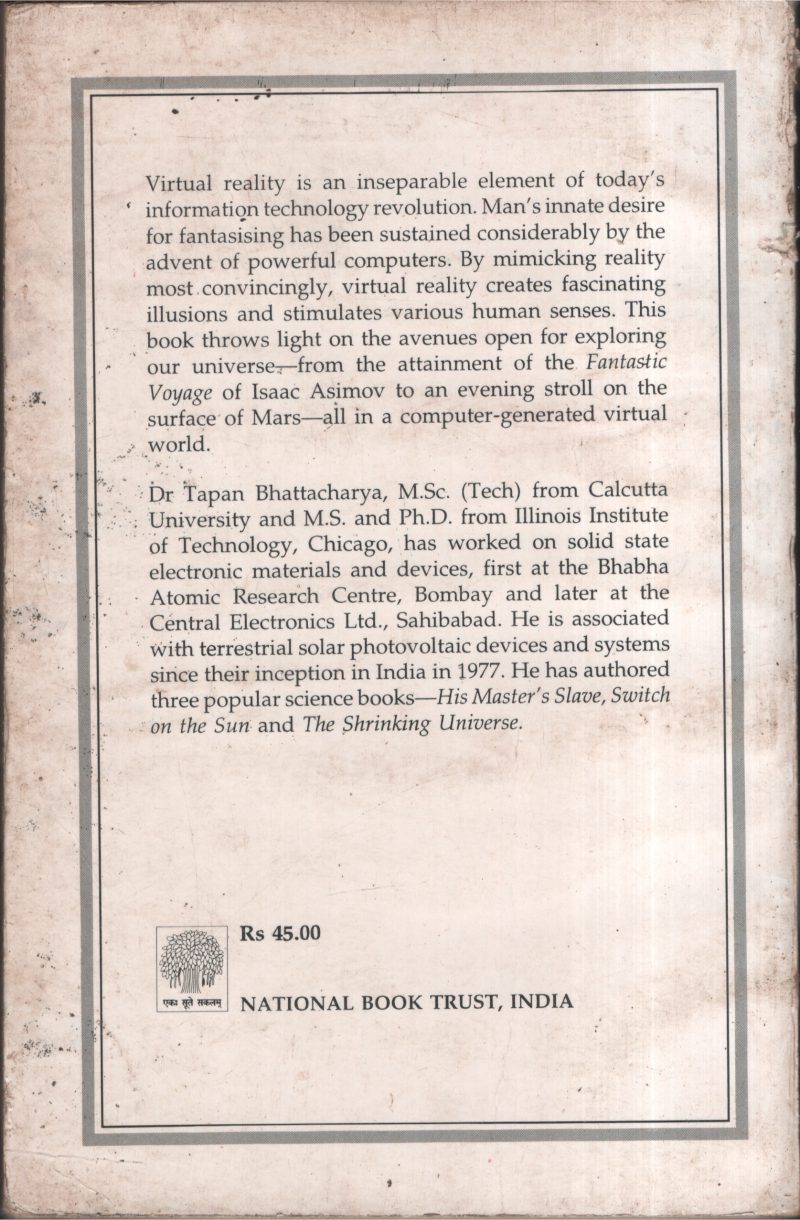 Virtual reality is an inseparable element of today's
information technology revolution. Man's innate desire
for fantasising has been sustained considerably by the
advent of powerful computers. By mimicking reality
most convincingly, virtual reality creates fascinating
illusions and stimulates various human senses. This
book throws light on the avenues open for exploring
our universe—from the attainment of the Fantastic
Voyage of Isaac Asimov to an evening stroll on the
surface of Mars—all in a computer-generated virtual
world.
Dr Tapan Bhattacharya, M.Sc. (Tech) from Calcutta
University and M.S. and Ph.D. from Illinois Institute
of Technology, Chicago, has worked on solid state
electronic materials and devices, first at the Bhabha
Atomic Research Centre, Bombay and later at the
Central Electronics Ltd., Sahibabad. He is associated
with terrestrial solar photovoltaic devices and systems
since their inception in India in 1977. He has authored
three popular science books—His Master's Slave, Switch
on the Sun and The Shrinking Universe.
Rs 45.00
एकः सूते सकलम्
NATIONAL BOOK TRUST, INDIA